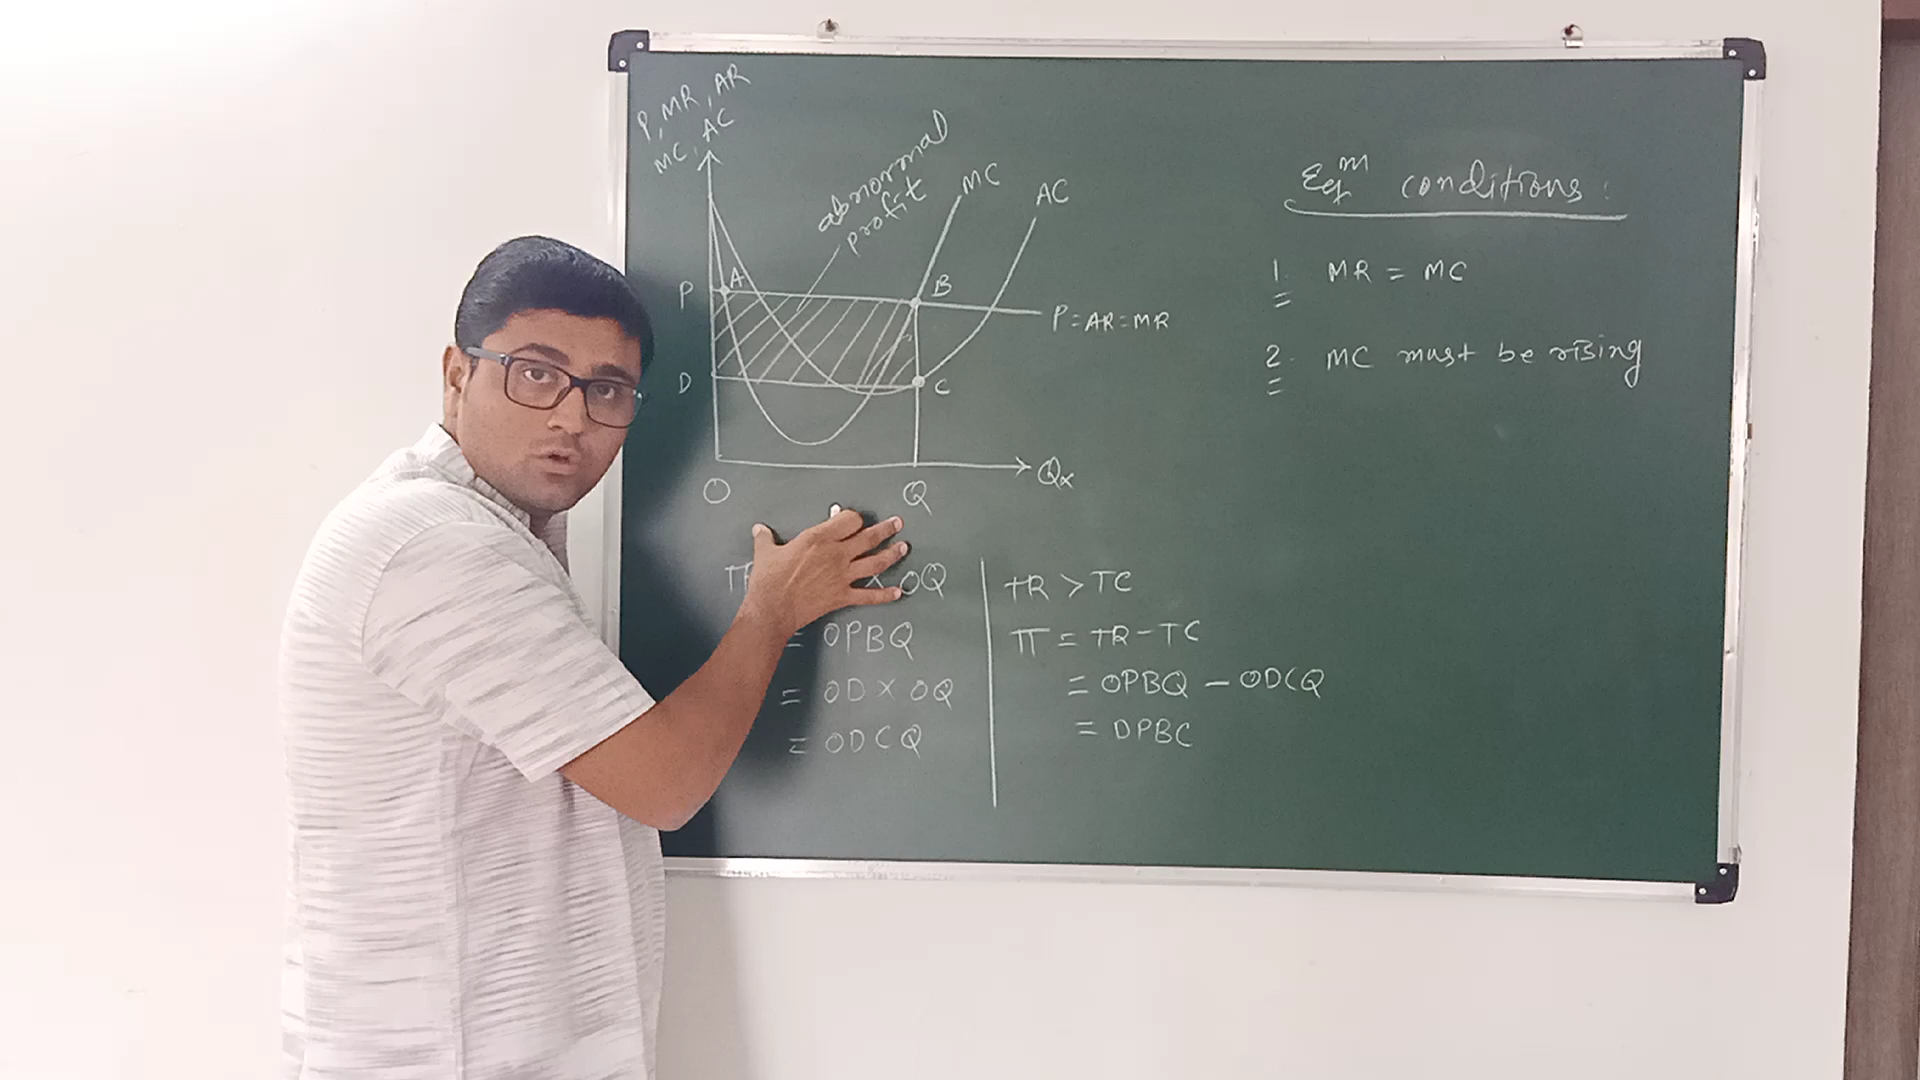 P, MR, AR
MC, AC
abnormal
profit
MC
AC
P
A
B
P=AR=MR
D
C
O
Q
Qx
x OQ
= OPBQ
= OD X OQ
= ODCQ
TR > TC
π = TR - TC
= OPBQ - ODCQ
= DPBC
Eqm conditions:
1. MR = MC
2. MC must be rising